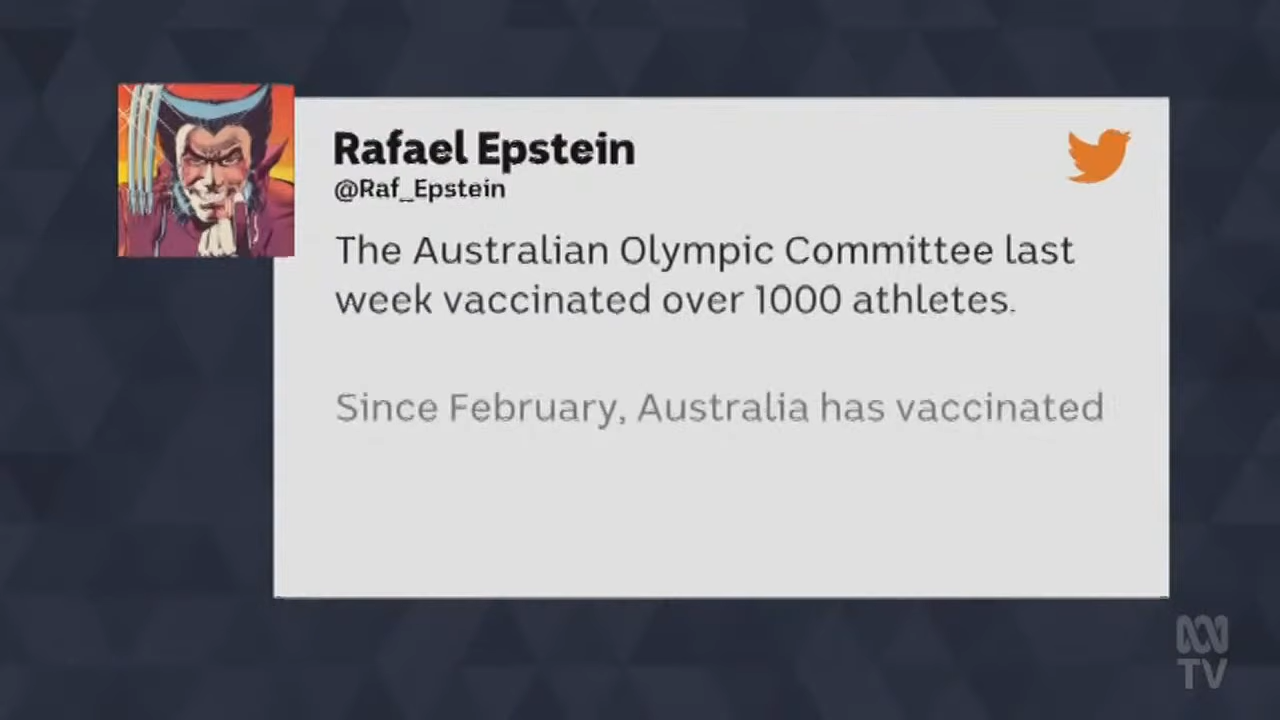 Rafael Epstein
@Raf_Epstein
The Australian Olympic Committee last
week vaccinated over 1000 athletes.
Since February, Australia has vaccinated
TV